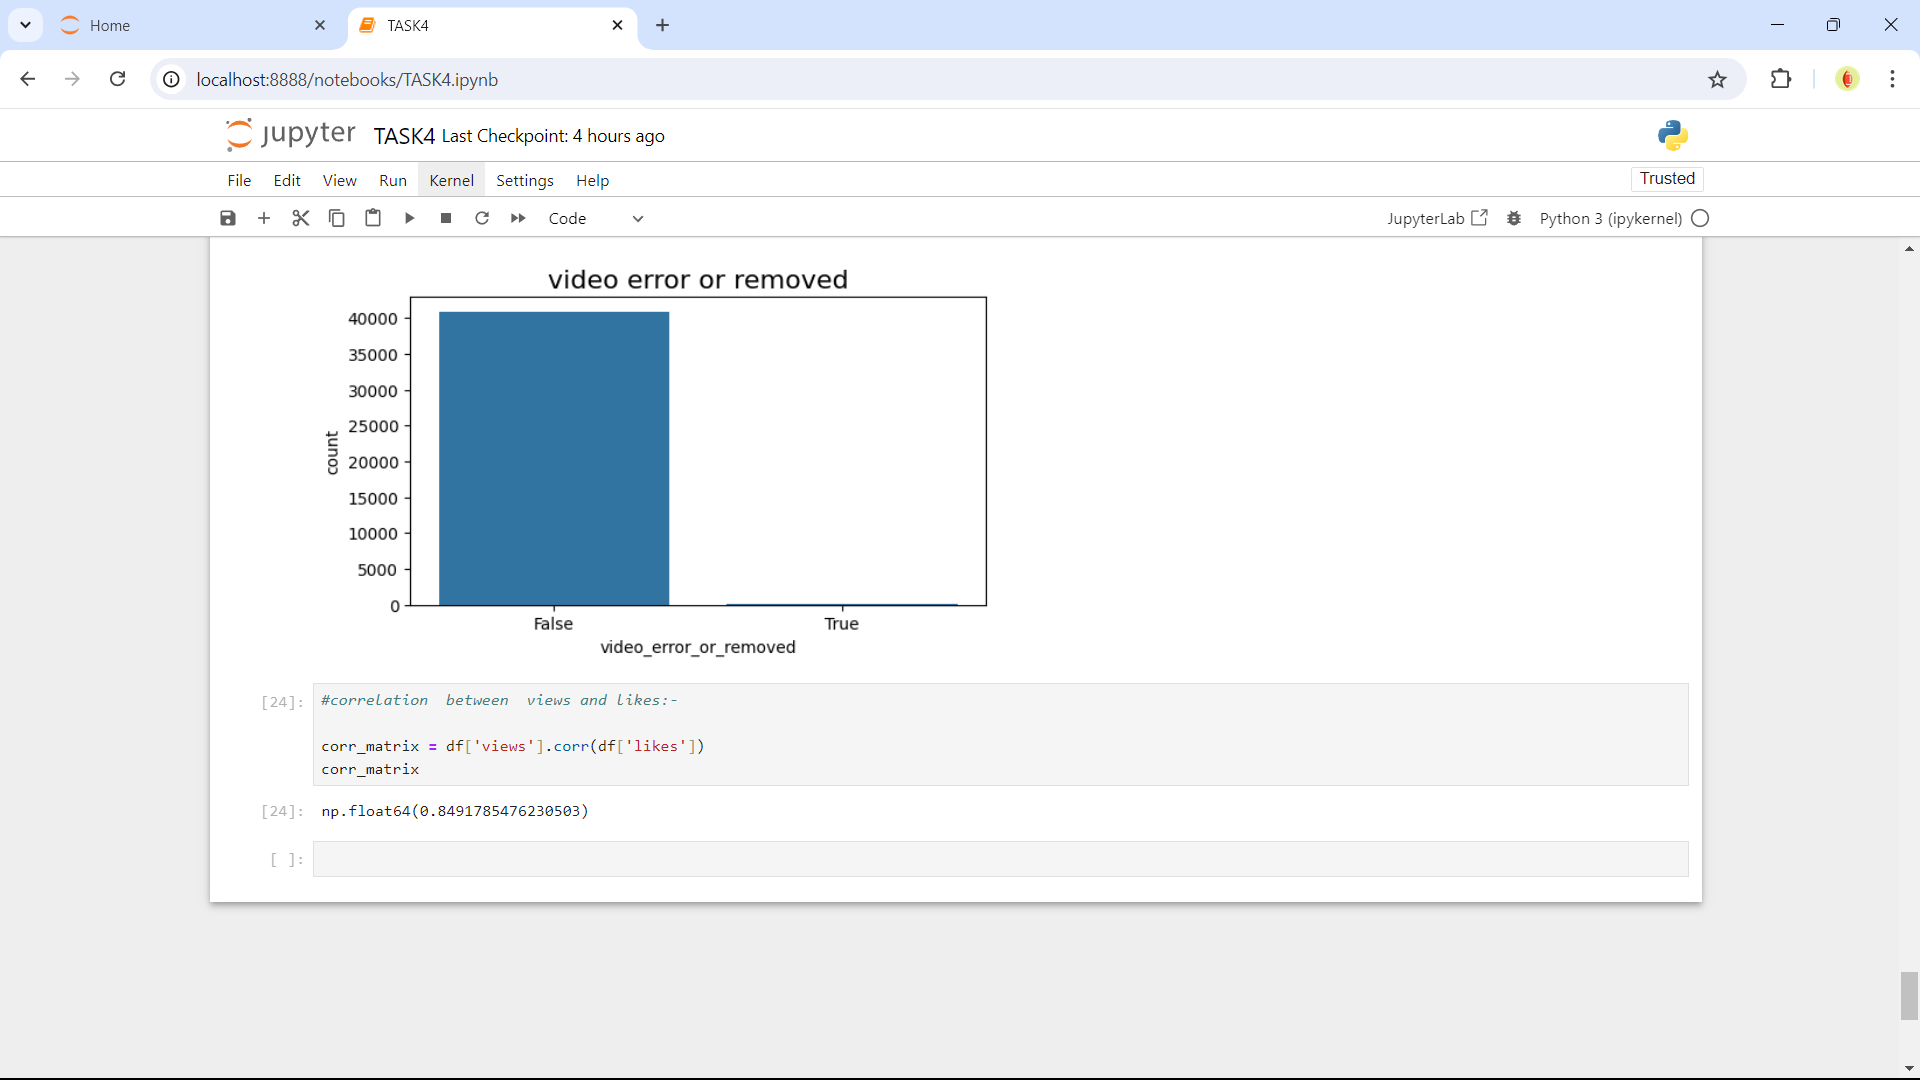 Home
TASK4
localhost:8888/notebooks/TASK4.ipynb
jupyter TASK4 Last Checkpoint: 4 hours ago
File Edit View Run Kernel Settings Help
Trusted
Code
JupyterLab
Python 3 (ipykernel)
video error or removed
40000
35000
30000
25000
20000
15000
10000
5000
0
count
False True
video_error_or_removed
[24]: #correlation  between  views and likes:-
corr_matrix = df['views'].corr(df['likes'])
corr_matrix
[24]: np.float64(0.8491785476230503)
[ ]: